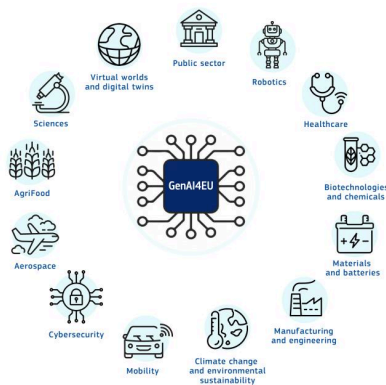 Public sector
Robotics
Healthcare
Biotechnologies
and chemicals
Materials
and batteries
Manufacturing
and engineering
Climate change
and environmental
sustainability
Mobility
Cybersecurity
Aerospace
AgriFood
Sciences
Virtual worlds
and digital twins
GenAI4EU